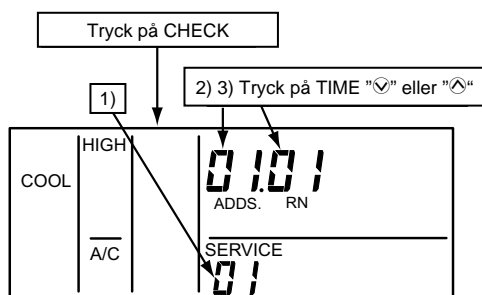 Tryck på CHECK
1)
2) 3) Tryck på TIME "⌄" eller "⌃"
HIGH
COOL
01.01
ADDS. RN
A/C
SERVICE
01